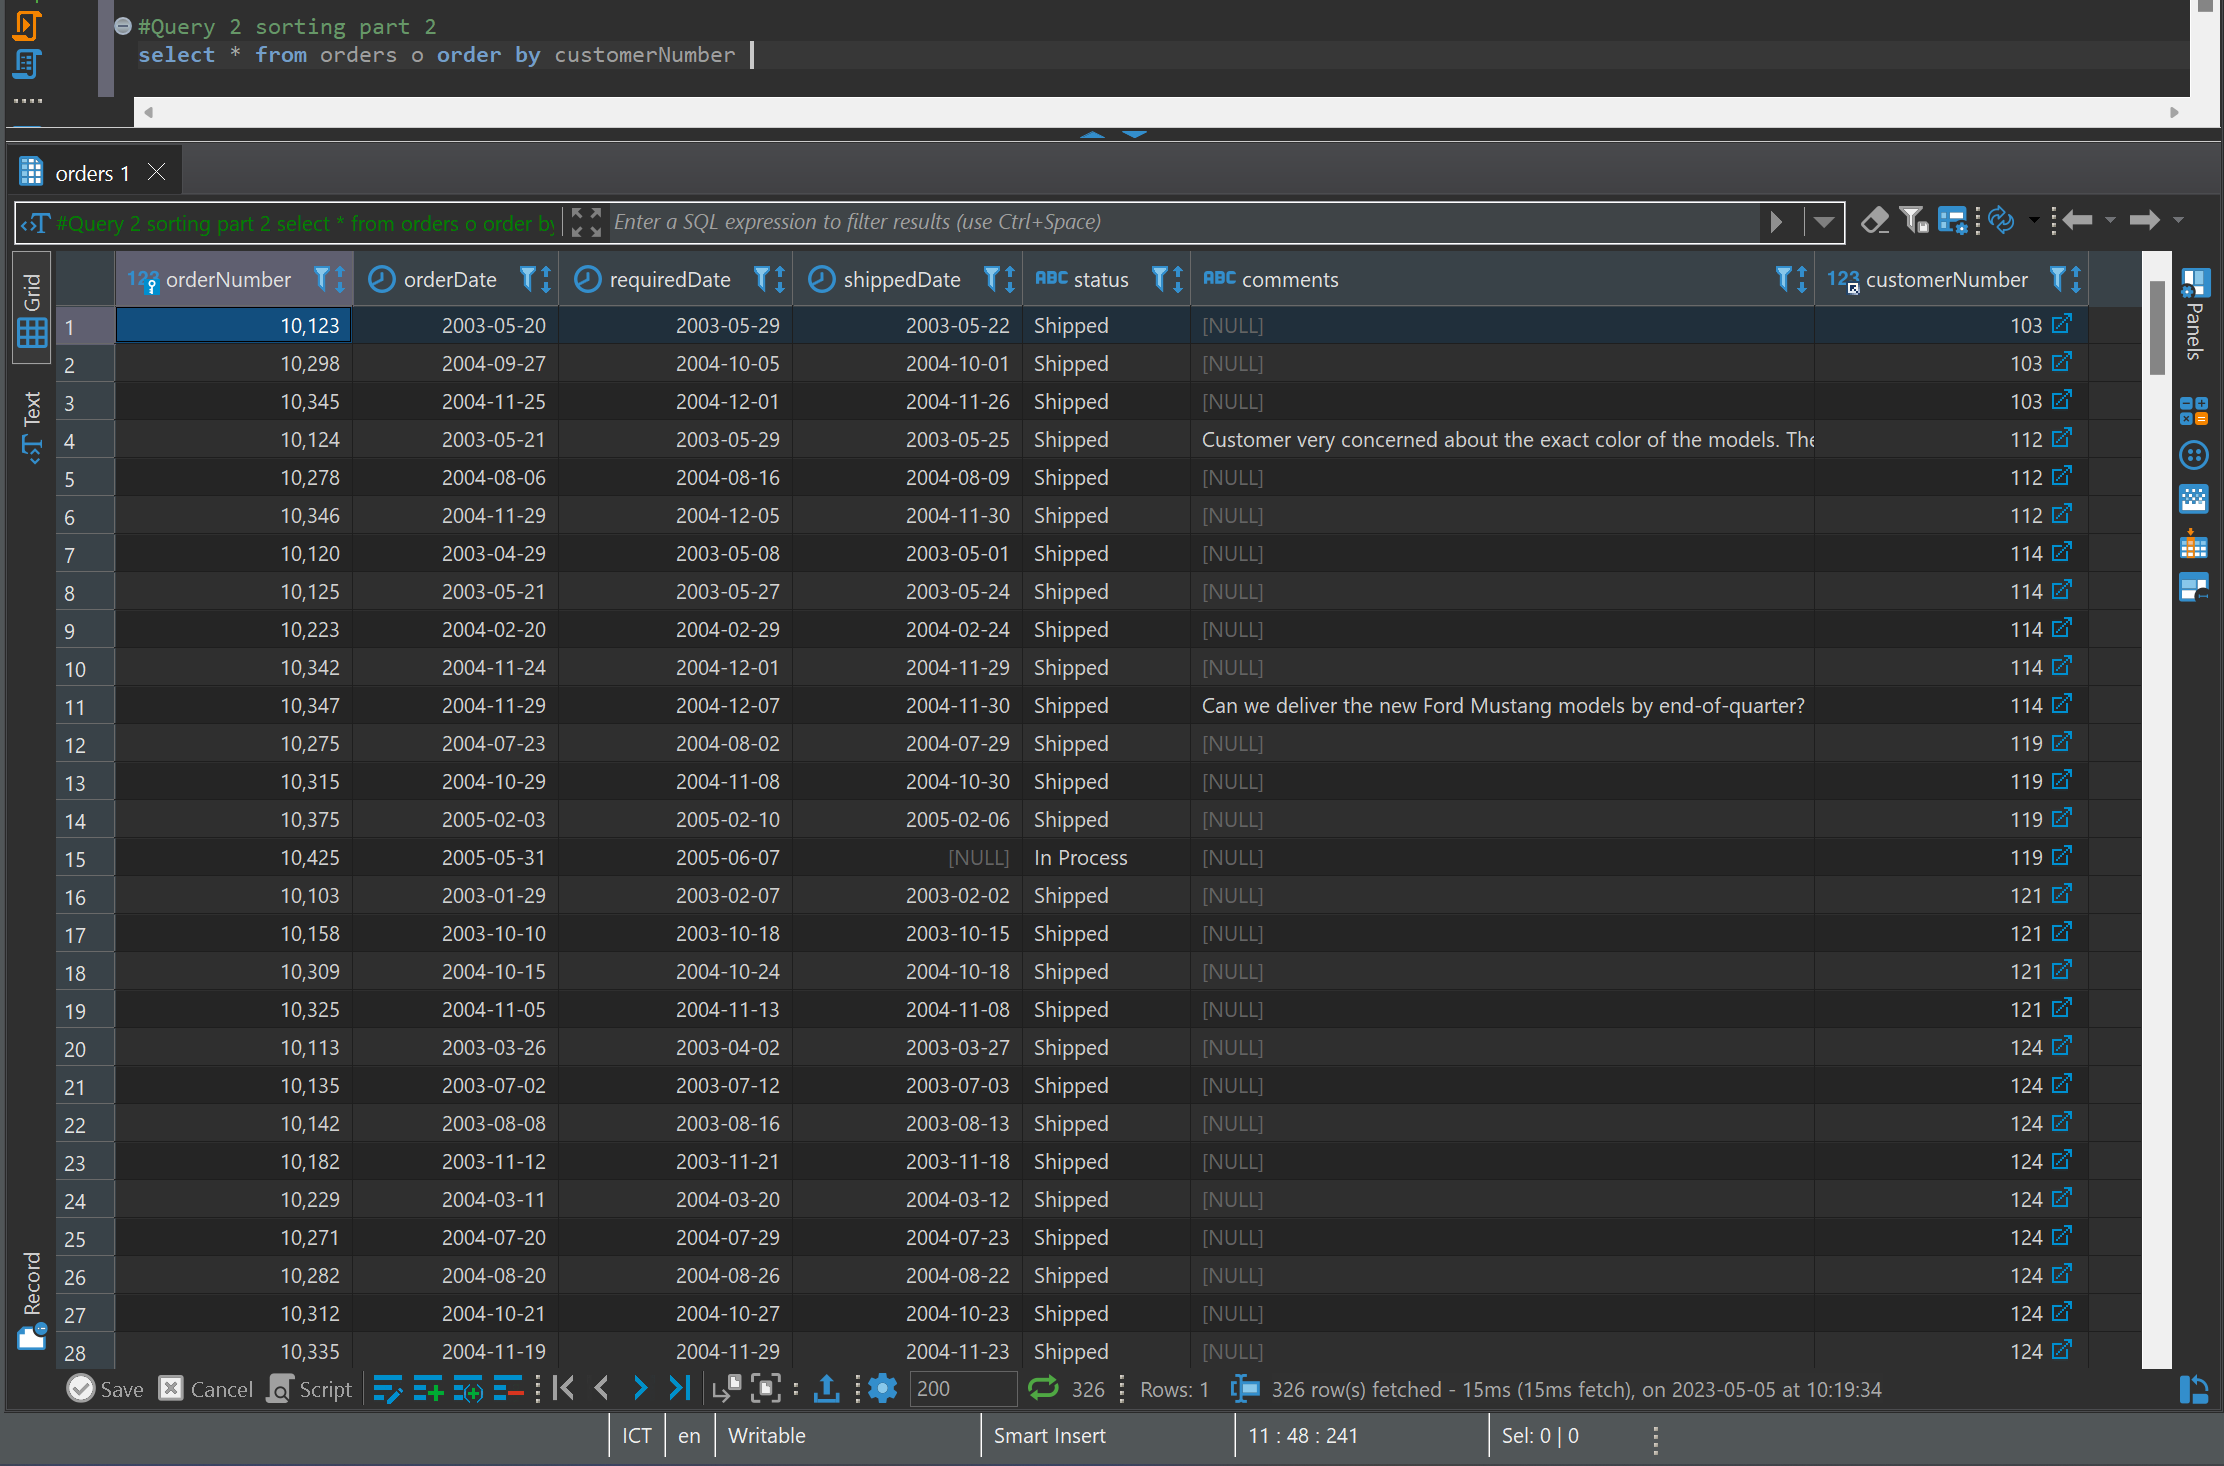 #Query 2 sorting part 2
select * from orders o order by customerNumber
orders 1
#Query 2 sorting part 2 select * from orders o order by Enter a SQL expression to filter results (use Ctrl+Space)
Grid
Text
Record
Panels
123 orderNumber orderDate requiredDate shippedDate ABC status ABC comments 123 customerNumber
1 10,123 2003-05-20 2003-05-29 2003-05-22 Shipped [NULL] 103
2 10,298 2004-09-27 2004-10-05 2004-10-01 Shipped [NULL] 103
3 10,345 2004-11-25 2004-12-01 2004-11-26 Shipped [NULL] 103
4 10,124 2003-05-21 2003-05-29 2003-05-25 Shipped Customer very concerned about the exact color of the models. The 112
5 10,278 2004-08-06 2004-08-16 2004-08-09 Shipped [NULL] 112
6 10,346 2004-11-29 2004-12-05 2004-11-30 Shipped [NULL] 112
7 10,120 2003-04-29 2003-05-08 2003-05-01 Shipped [NULL] 114
8 10,125 2003-05-21 2003-05-27 2003-05-24 Shipped [NULL] 114
9 10,223 2004-02-20 2004-02-29 2004-02-24 Shipped [NULL] 114
10 10,342 2004-11-24 2004-12-01 2004-11-29 Shipped [NULL] 114
11 10,347 2004-11-29 2004-12-07 2004-11-30 Shipped Can we deliver the new Ford Mustang models by end-of-quarter? 114
12 10,275 2004-07-23 2004-08-02 2004-07-29 Shipped [NULL] 119
13 10,315 2004-10-29 2004-11-08 2004-10-30 Shipped [NULL] 119
14 10,375 2005-02-03 2005-02-10 2005-02-06 Shipped [NULL] 119
15 10,425 2005-05-31 2005-06-07 [NULL] In Process [NULL] 119
16 10,103 2003-01-29 2003-02-07 2003-02-02 Shipped [NULL] 121
17 10,158 2003-10-10 2003-10-18 2003-10-15 Shipped [NULL] 121
18 10,309 2004-10-15 2004-10-24 2004-10-18 Shipped [NULL] 121
19 10,325 2004-11-05 2004-11-13 2004-11-08 Shipped [NULL] 121
20 10,113 2003-03-26 2003-04-02 2003-03-27 Shipped [NULL] 124
21 10,135 2003-07-02 2003-07-12 2003-07-03 Shipped [NULL] 124
22 10,142 2003-08-08 2003-08-16 2003-08-13 Shipped [NULL] 124
23 10,182 2003-11-12 2003-11-21 2003-11-18 Shipped [NULL] 124
24 10,229 2004-03-11 2004-03-20 2004-03-12 Shipped [NULL] 124
25 10,271 2004-07-20 2004-07-29 2004-07-23 Shipped [NULL] 124
26 10,282 2004-08-20 2004-08-26 2004-08-22 Shipped [NULL] 124
27 10,312 2004-10-21 2004-10-27 2004-10-23 Shipped [NULL] 124
28 10,335 2004-11-19 2004-11-29 2004-11-23 Shipped [NULL] 124
Save Cancel Script 200 326 Rows: 1 326 row(s) fetched - 15ms (15ms fetch), on 2023-05-05 at 10:19:34
ICT en Writable Smart Insert 11 : 48 : 241 Sel: 0 | 0